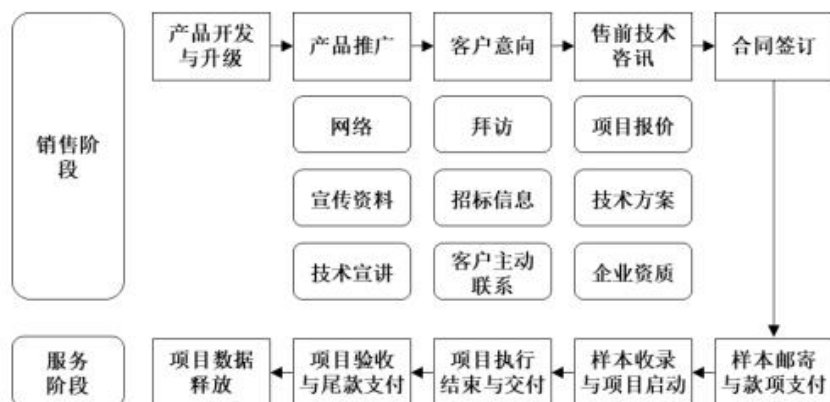 产品开发
与升级
产品推广
客户意向
售前技术
咨讯
合同签订
销售阶
段
网络
拜访
项目报价
宣传资料
招标信息
技术方案
技术宣讲
客户主动
联系
企业资质
服务
阶段
项目数据
释放
项目验收
与尾款支付
项目执行
结束与交付
样本收录
与项目启动
样本邮寄
与款项支付